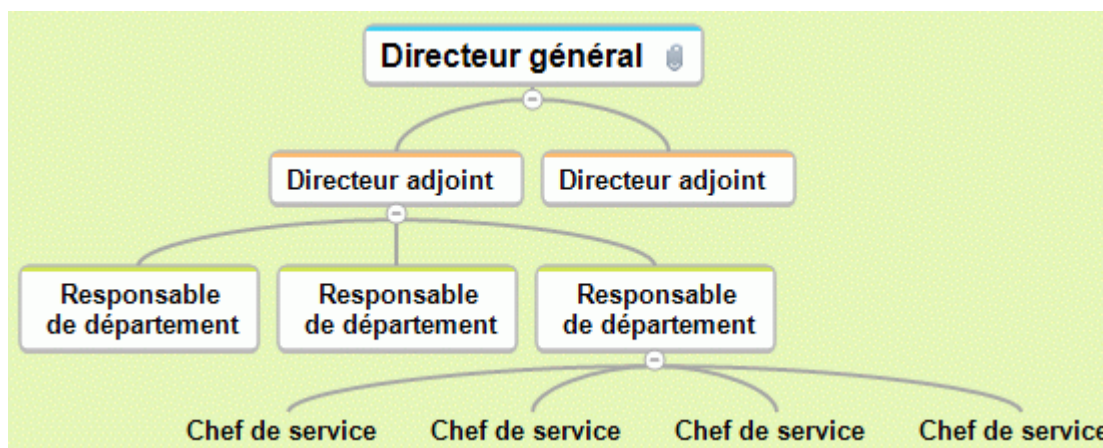 Directeur général
Directeur adjoint
Directeur adjoint
Responsable
de département
Responsable
de département
Responsable
de département
Chef de service
Chef de service
Chef de service
Chef de service